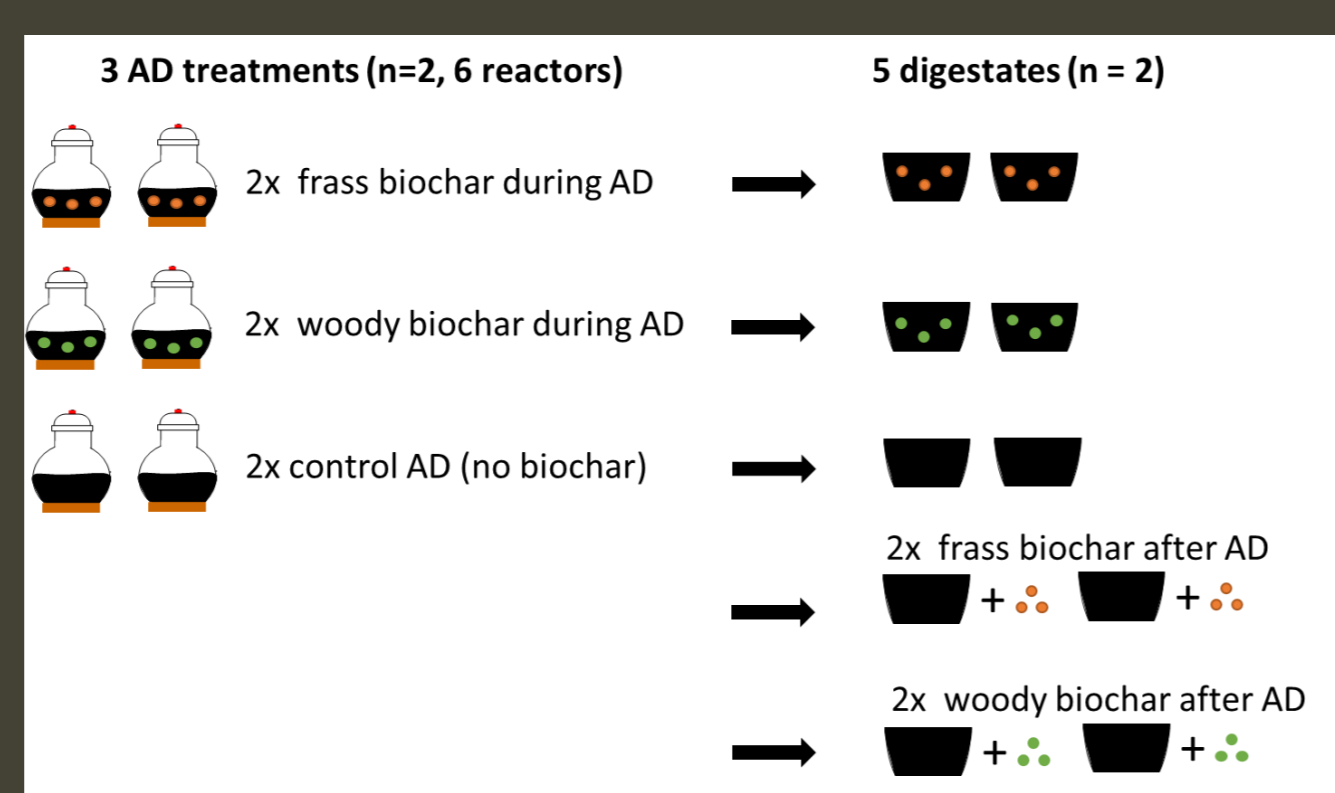 3 AD treatments (n=2, 6 reactors)
5 digestates (n = 2)
2x frass biochar during AD
2x woody biochar during AD
2x control AD (no biochar)
2x frass biochar after AD
+ +
2x woody biochar after AD
+ +